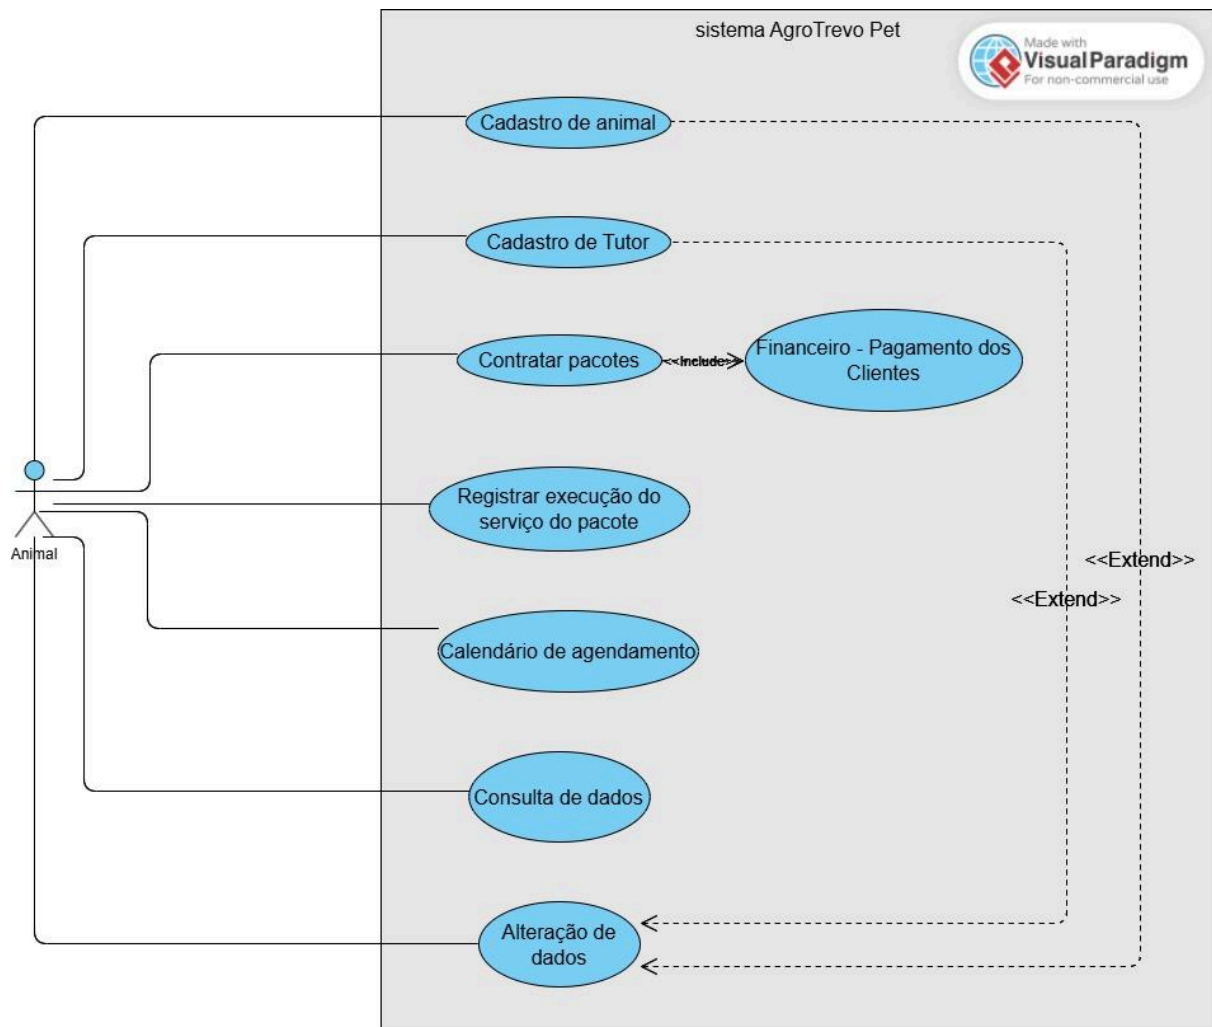 sistema AgroTrevo Pet
Made with
VisualParadigm
For non-commercial use
Cadastro de animal
Cadastro de Tutor
Contratar pacotes
<<Include>>
Financeiro - Pagamento dos
Clientes
Registrar execução do
serviço do pacote
Animal
<<Extend>>
<<Extend>>
Calendário de agendamento
Consulta de dados
Alteração de
dados